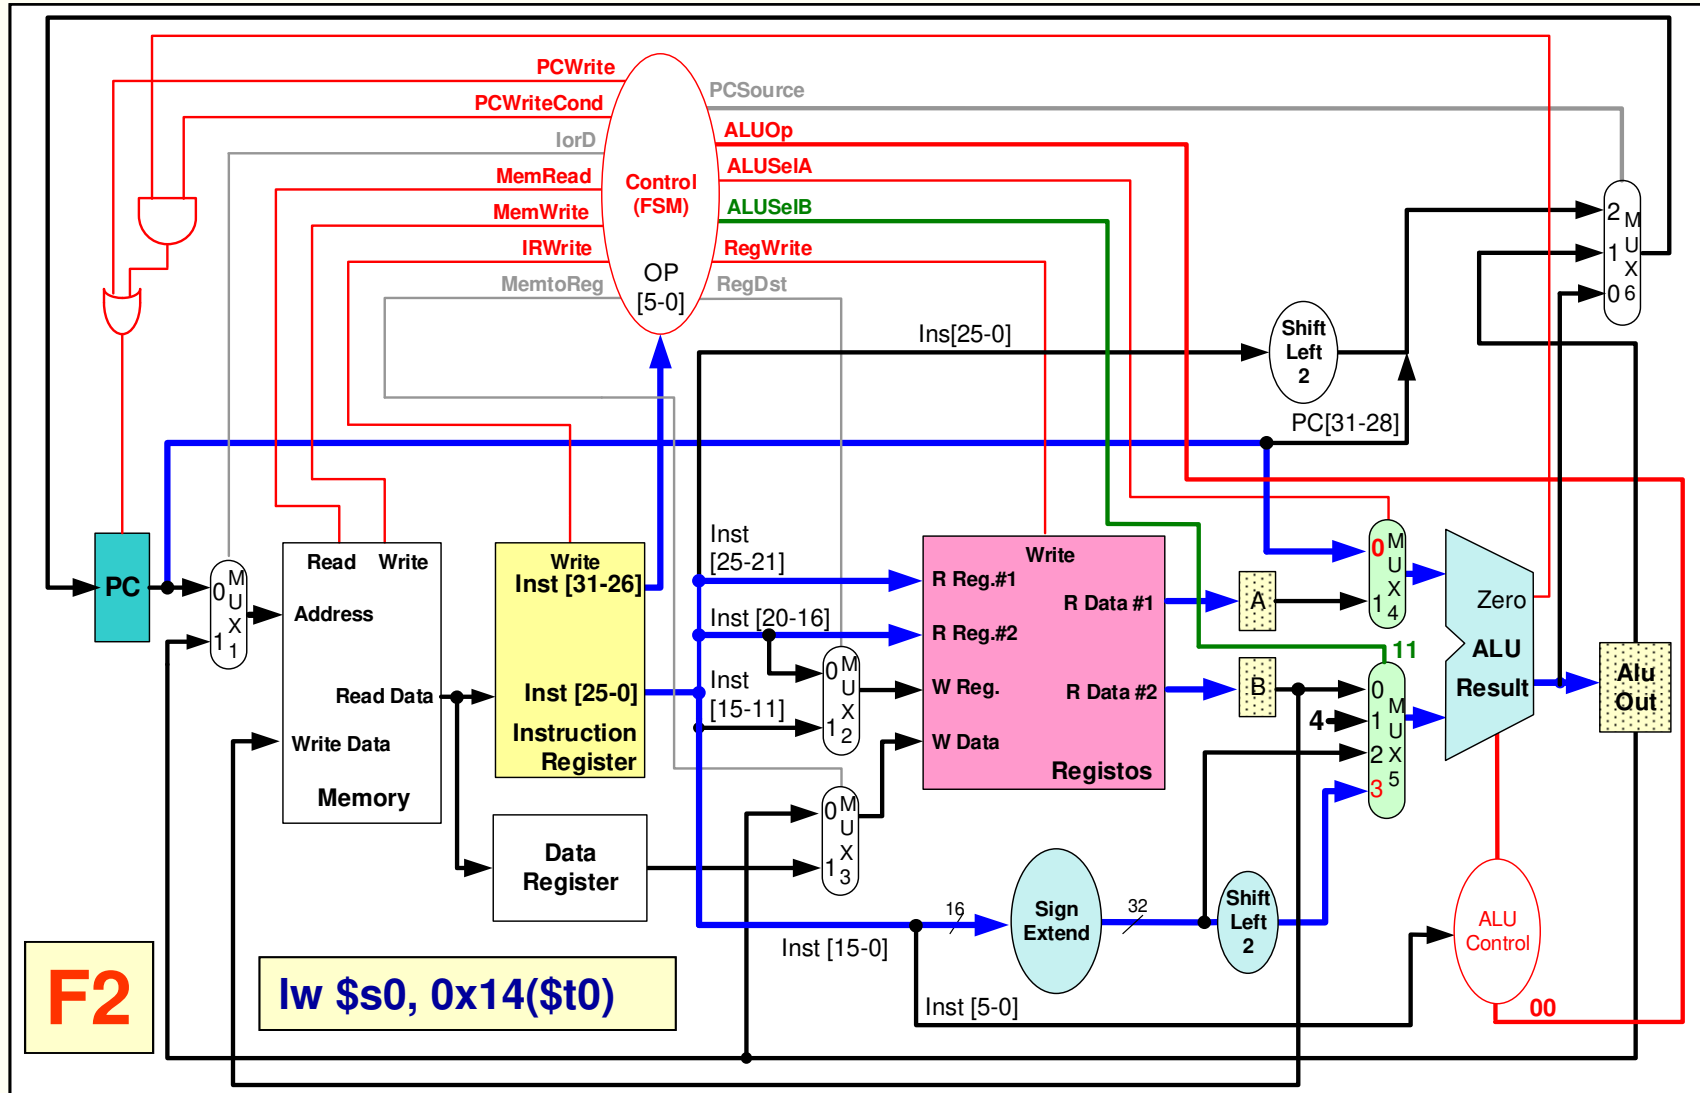 PCWrite
PCWriteCond
IorD
MemRead
MemWrite
IRWrite
MemtoReg
Control
(FSM)
OP
[5-0]
PCSource
ALUOp
ALUSelA
ALUSelB
RegWrite
RegDst
2
1
0
M
U
X
6
Ins[25-0]
Shift
Left
2
PC[31-28]
PC
0
1
M
U
X
1
Read
Write
Address
Read Data
Write Data
Memory
Write
Inst [31-26]
Inst [25-0]
Instruction
Register
Data
Register
Inst
[25-21]
Inst [20-16]
Inst
[15-11]
0
1
M
U
X
2
0
1
M
U
X
3
Write
R Reg.#1
R Reg.#2
W Reg.
W Data
R Data #1
R Data #2
Registos
A
B
0
1
M
U
X
4
11
0
4
1
2
3
M
U
X
5
Zero
ALU
Result
Alu
Out
Inst [15-0]
16
Sign
Extend
32
Shift
Left
2
ALU
Control
Inst [5-0]
00
F2
lw $s0, 0x14($t0)